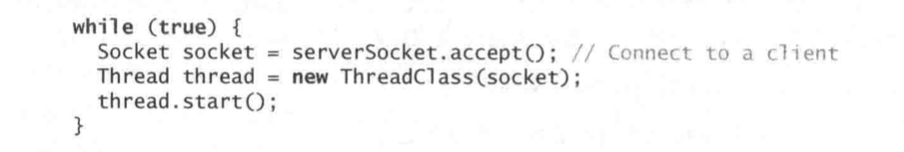 while (true) {
Socket socket = serverSocket.accept(); // Connect to a client
Thread thread = new ThreadClass(socket);
thread.start();
}